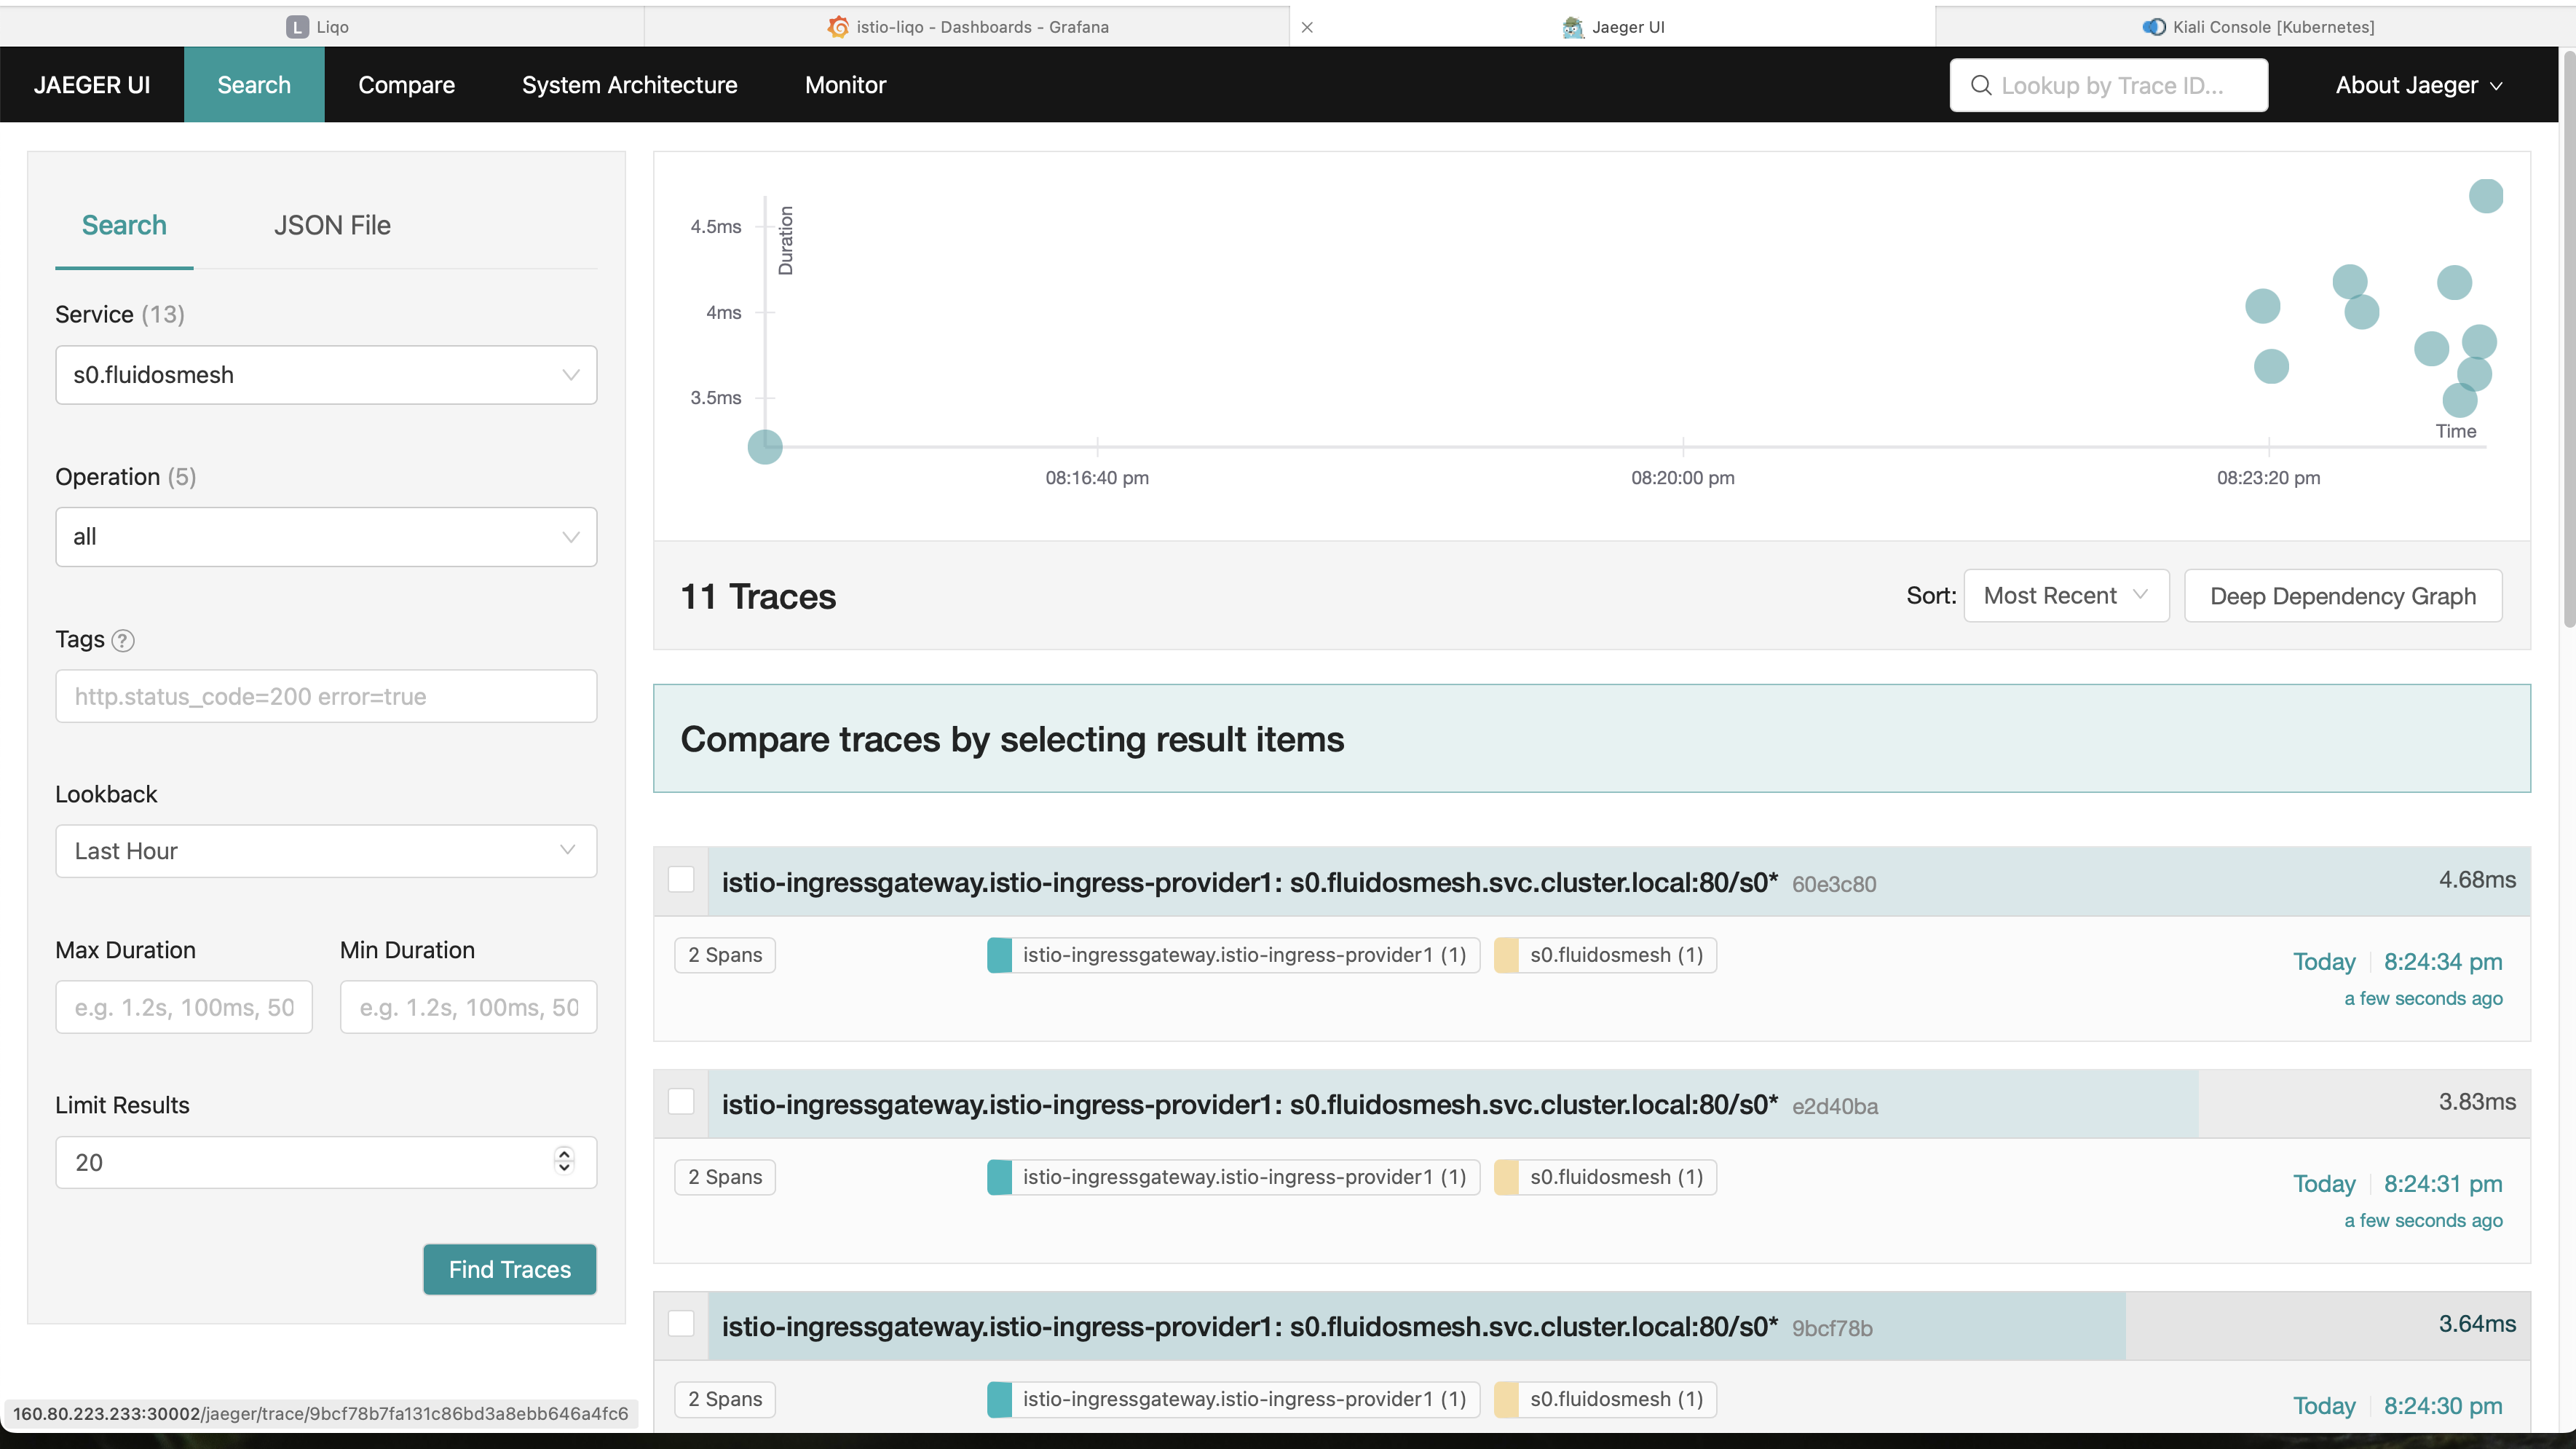 L Liqo
istio-liqo - Dashboards - Grafana
Jaeger UI
Kiali Console [Kubernetes]
JAEGER UI
Search
Compare
System Architecture
Monitor
Lookup by Trace ID...
About Jaeger
Search
JSON File
Service (13)
s0.fluidosmesh
Operation (5)
all
Tags ?
http.status_code=200 error=true
Lookback
Last Hour
Max Duration
Min Duration
e.g. 1.2s, 100ms, 50
e.g. 1.2s, 100ms, 50
Limit Results
20
Find Traces
Duration
4.5ms
4ms
3.5ms
Time
08:16:40 pm
08:20:00 pm
08:23:20 pm
11 Traces
Sort:
Most Recent
Deep Dependency Graph
Compare traces by selecting result items
istio-ingressgateway.istio-ingress-provider1: s0.fluidosmesh.svc.cluster.local:80/s0* 60e3c80
4.68ms
2 Spans
istio-ingressgateway.istio-ingress-provider1 (1)
s0.fluidosmesh (1)
Today
8:24:34 pm
a few seconds ago
istio-ingressgateway.istio-ingress-provider1: s0.fluidosmesh.svc.cluster.local:80/s0* e2d40ba
3.83ms
2 Spans
istio-ingressgateway.istio-ingress-provider1 (1)
s0.fluidosmesh (1)
Today
8:24:31 pm
a few seconds ago
istio-ingressgateway.istio-ingress-provider1: s0.fluidosmesh.svc.cluster.local:80/s0* 9bcf78b
3.64ms
2 Spans
istio-ingressgateway.istio-ingress-provider1 (1)
s0.fluidosmesh (1)
Today
8:24:30 pm
160.80.223.233:30002/jaeger/trace/9bcf78b7fa131c86bd3a8ebb646a4fc6